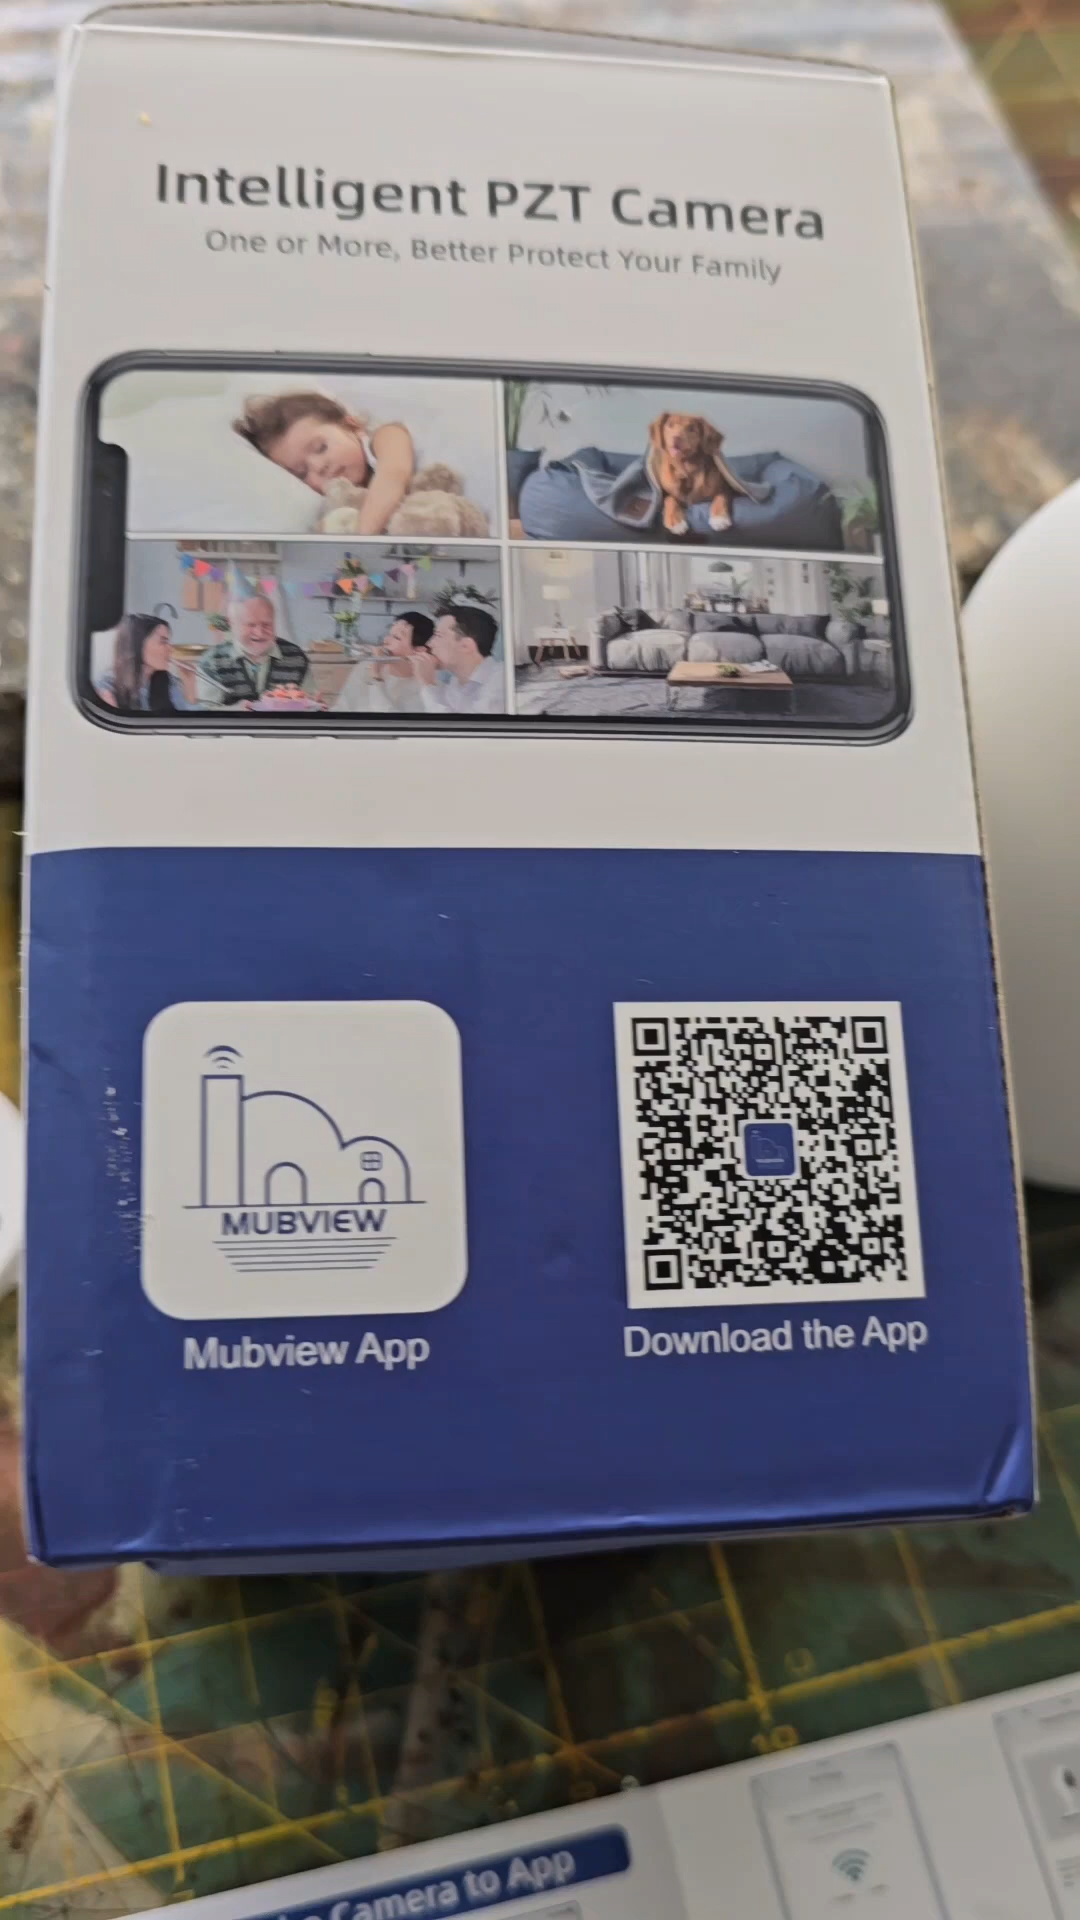 Intelligent PZT Camera
One or More, Better Protect Your Family
MUBVIEW
Mubview App
Download the App
10
Camera to App